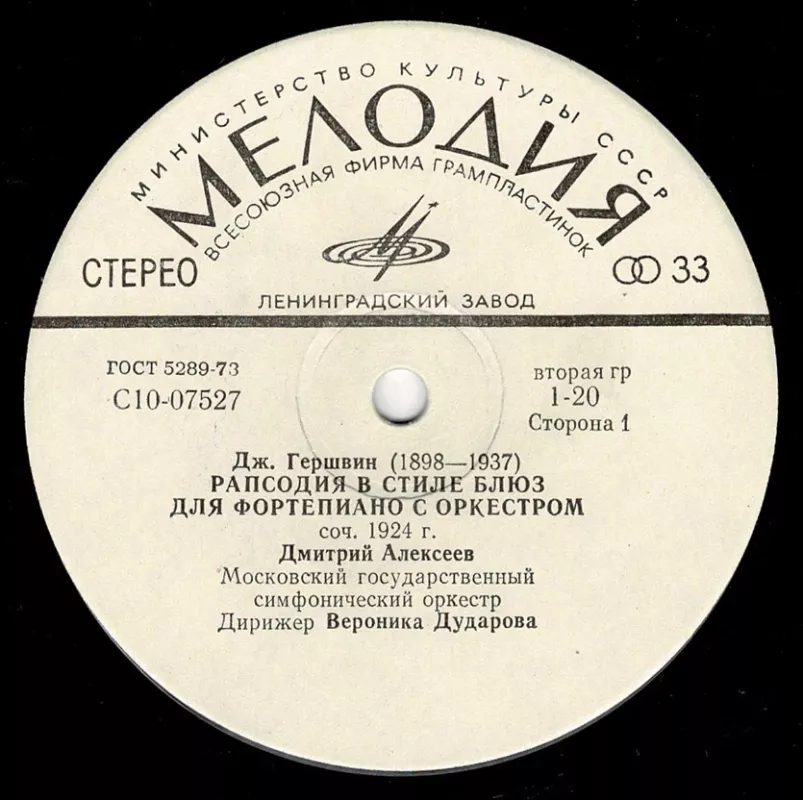 МИНИСТЕРСТВО КУЛЬТУРЫ СССР
МЕЛОДИЯ
ВСЕСОЮЗНАЯ ФИРМА ГРАМПЛАСТИНОК
СТЕРЕО
33
ЛЕНИНГРАДСКИЙ ЗАВОД
ГОСТ 5289-73
С10-07527
вторая гр
1-20
Сторона 1
Дж. Гершвин (1898—1937)
РАПСОДИЯ В СТИЛЕ БЛЮЗ
ДЛЯ ФОРТЕПИАНО С ОРКЕСТРОМ
соч. 1924 г.
Дмитрий Алексеев
Московский государственный
симфонический оркестр
Дирижер Вероника Дударова